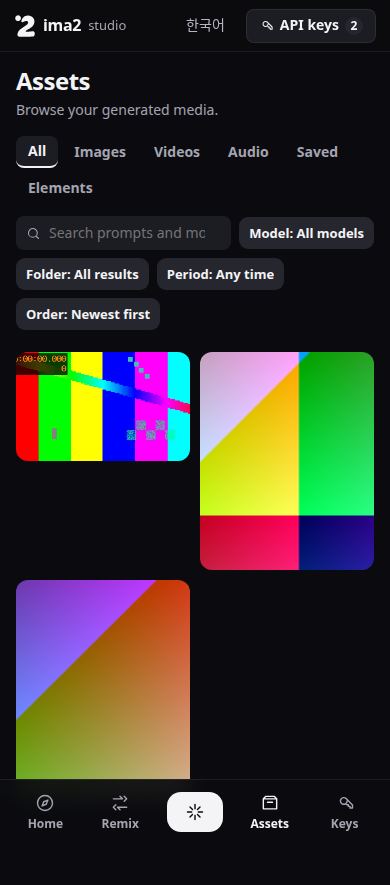 ima2 studio 한국어 API keys 2
Assets
Browse your generated media.
All Images Videos Audio Saved
Elements
Search prompts and mc Model: All models
Folder: All results Period: Any time
Order: Newest first
:00:00.000
0
Home Remix Assets Keys